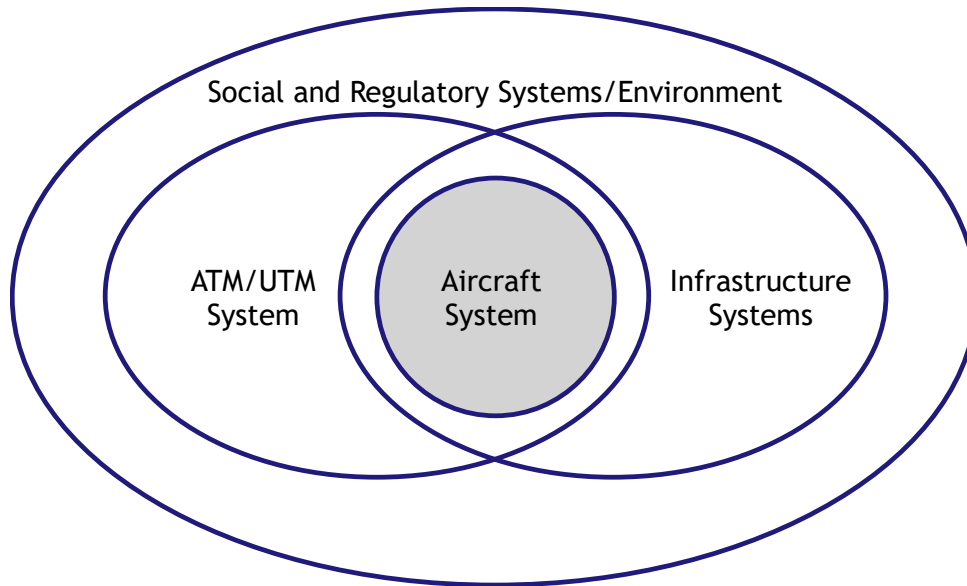 Social and Regulatory Systems/Environment
ATM/UTM
System
Aircraft
System
Infrastructure
Systems